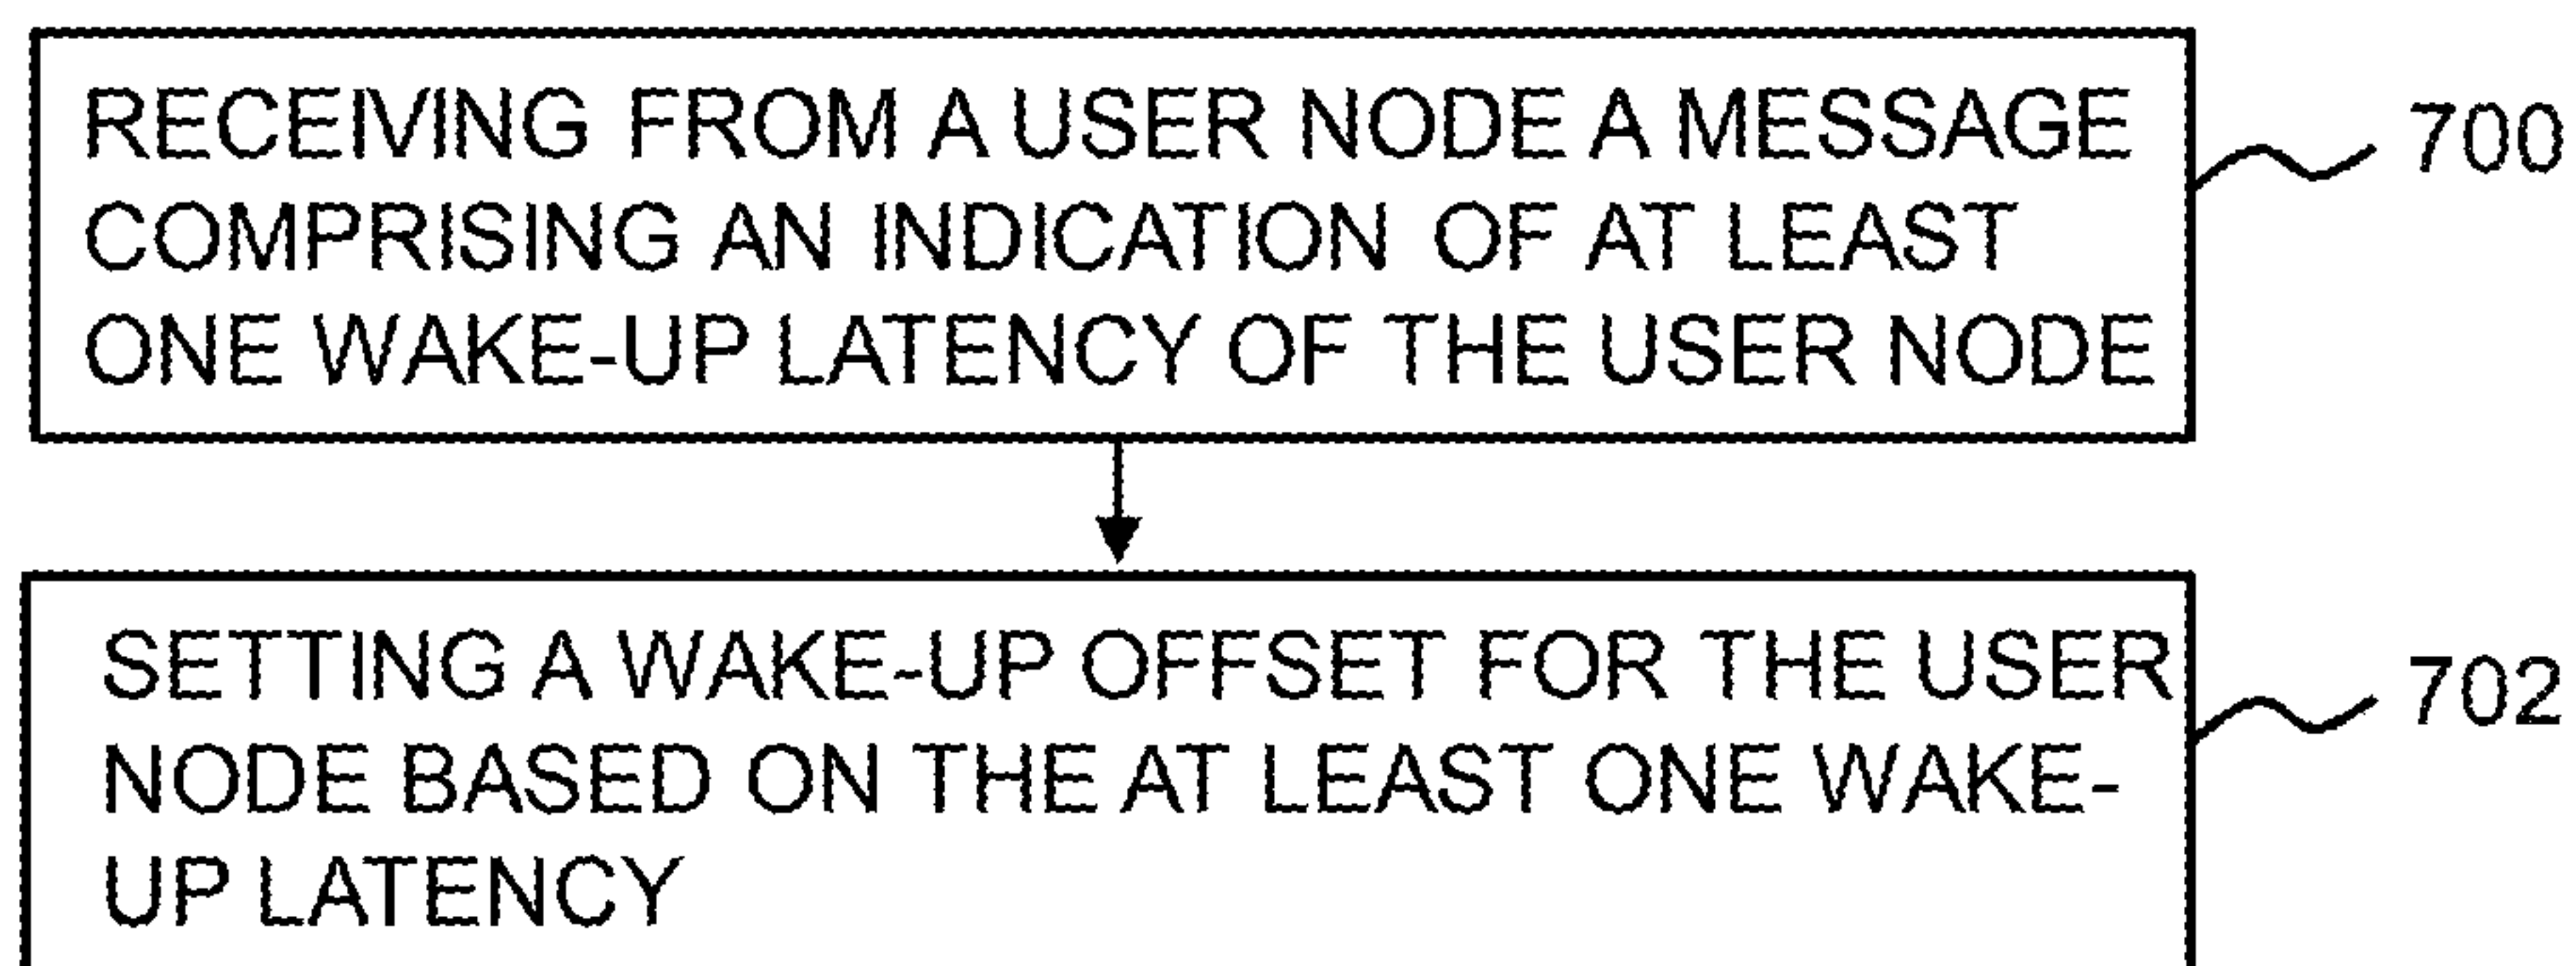 RECEIVING FROM A USER NODE A MESSAGE
COMPRISING AN INDICATION OF AT LEAST
ONE WAKE-UP LATENCY OF THE USER NODE
700
SETTING A WAKE-UP OFFSET FOR THE USER
NODE BASED ON THE AT LEAST ONE WAKE-
UP LATENCY
702